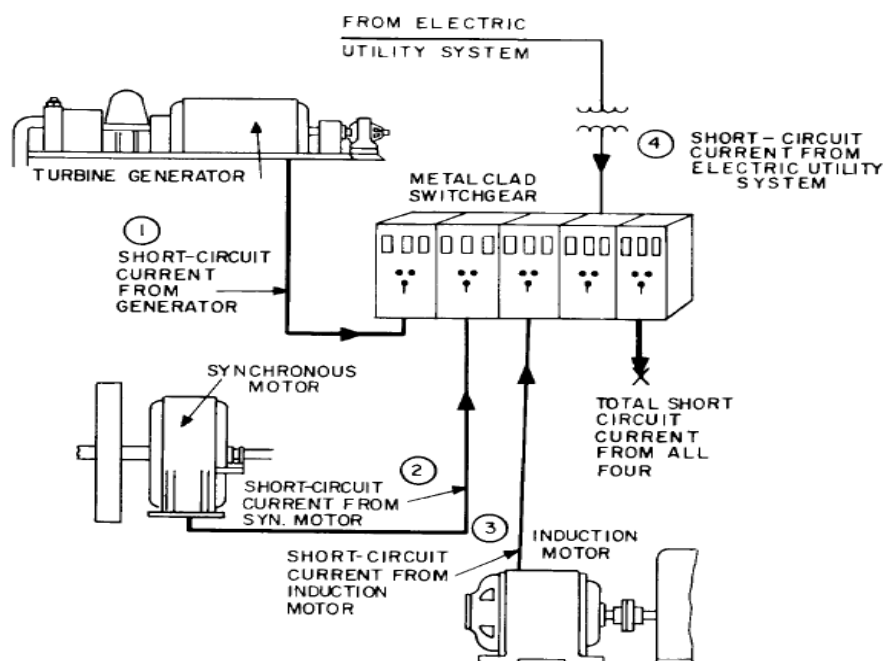 FROM ELECTRIC
UTILITY SYSTEM
4
SHORT-CIRCUIT
CURRENT FROM
ELECTRIC UTILITY
SYSTEM
TURBINE GENERATOR
METAL CLAD
SWITCHGEAR
1
SHORT-CIRCUIT
CURRENT
FROM
GENERATOR
SYNCHRONOUS
MOTOR
TOTAL SHORT
CIRCUIT
CURRENT
FROM ALL
FOUR
2
SHORT-CIRCUIT
CURRENT FROM
SYN. MOTOR
3
SHORT-CIRCUIT
CURRENT FROM
INDUCTION
MOTOR
INDUCTION
MOTOR